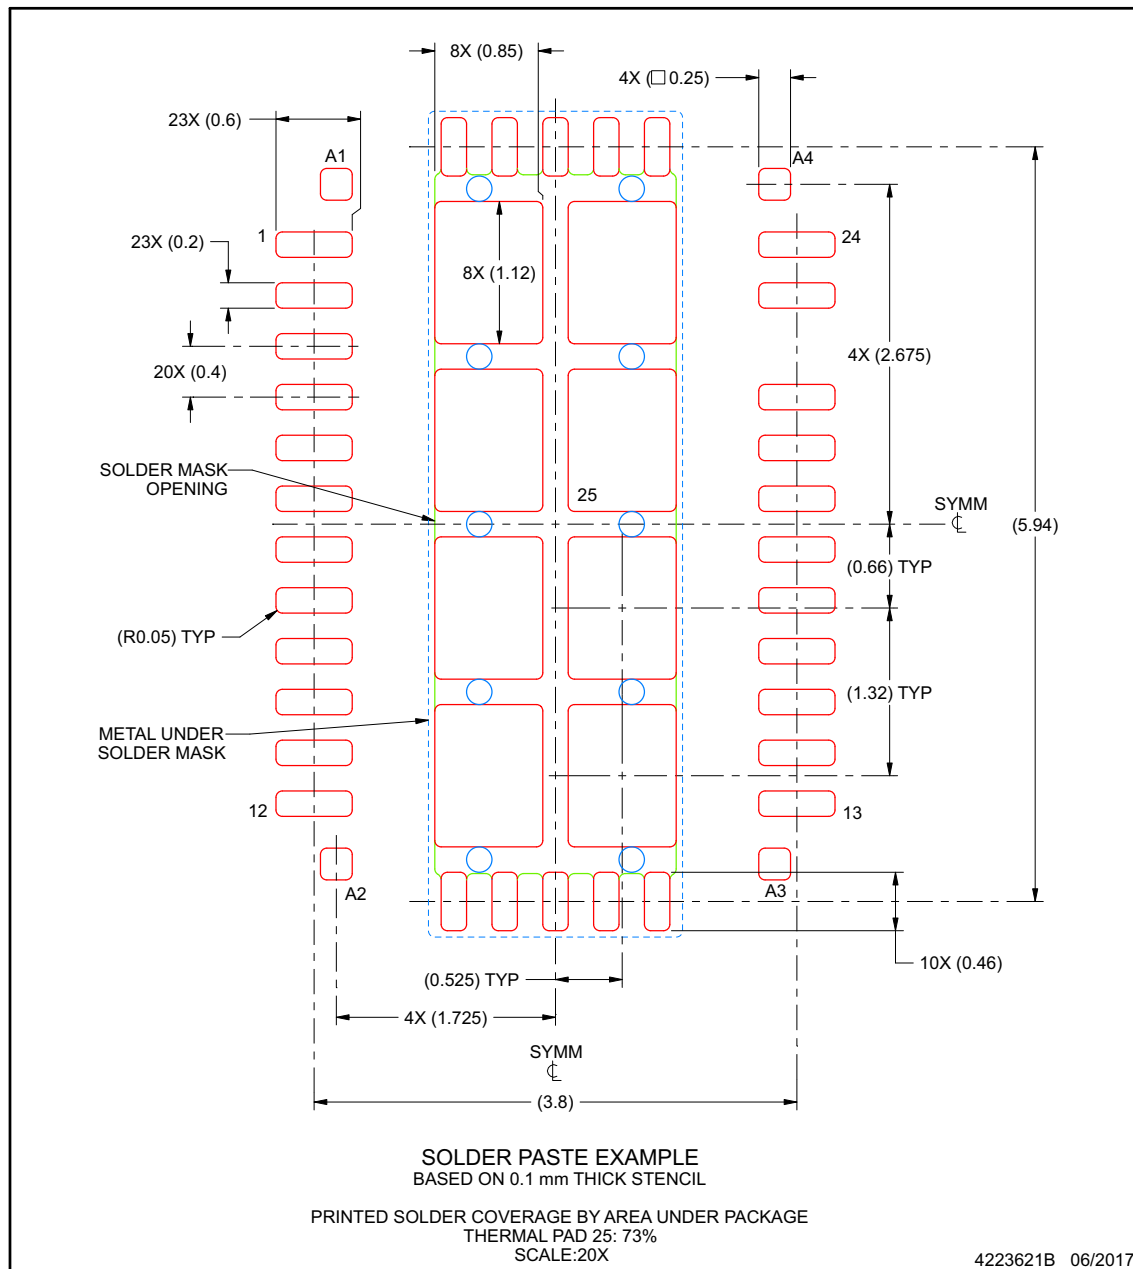 8X (0.85)
4X (□ 0.25)
23X (0.6)
A1
A4
1
24
23X (0.2)
8X (1.12)
4X (2.675)
20X (0.4)
SOLDER MASK
OPENING
25
SYMM
℄
(5.94)
(0.66) TYP
(R0.05) TYP
(1.32) TYP
METAL UNDER
SOLDER MASK
12
13
A2
A3
10X (0.46)
(0.525) TYP
4X (1.725)
SYMM
℄
(3.8)
SOLDER PASTE EXAMPLE
BASED ON 0.1 mm THICK STENCIL
PRINTED SOLDER COVERAGE BY AREA UNDER PACKAGE
THERMAL PAD 25: 73%
SCALE:20X
4223621B 06/2017